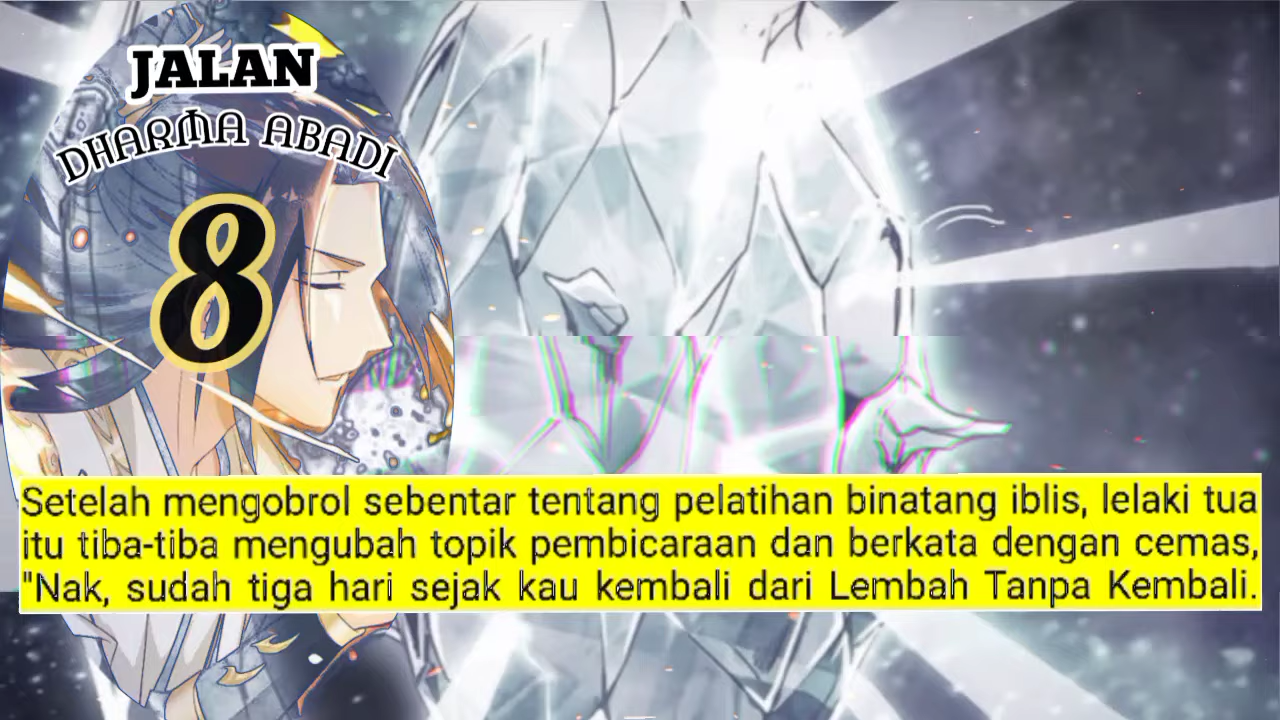 JALAN
DHARMA ABADI
8
Setelah mengobrol sebentar tentang pelatihan binatang iblis, lelaki tua
itu tiba-tiba mengubah topik pembicaraan dan berkata dengan cemas,
"Nak, sudah tiga hari sejak kau kembali dari Lembah Tanpa Kembali.